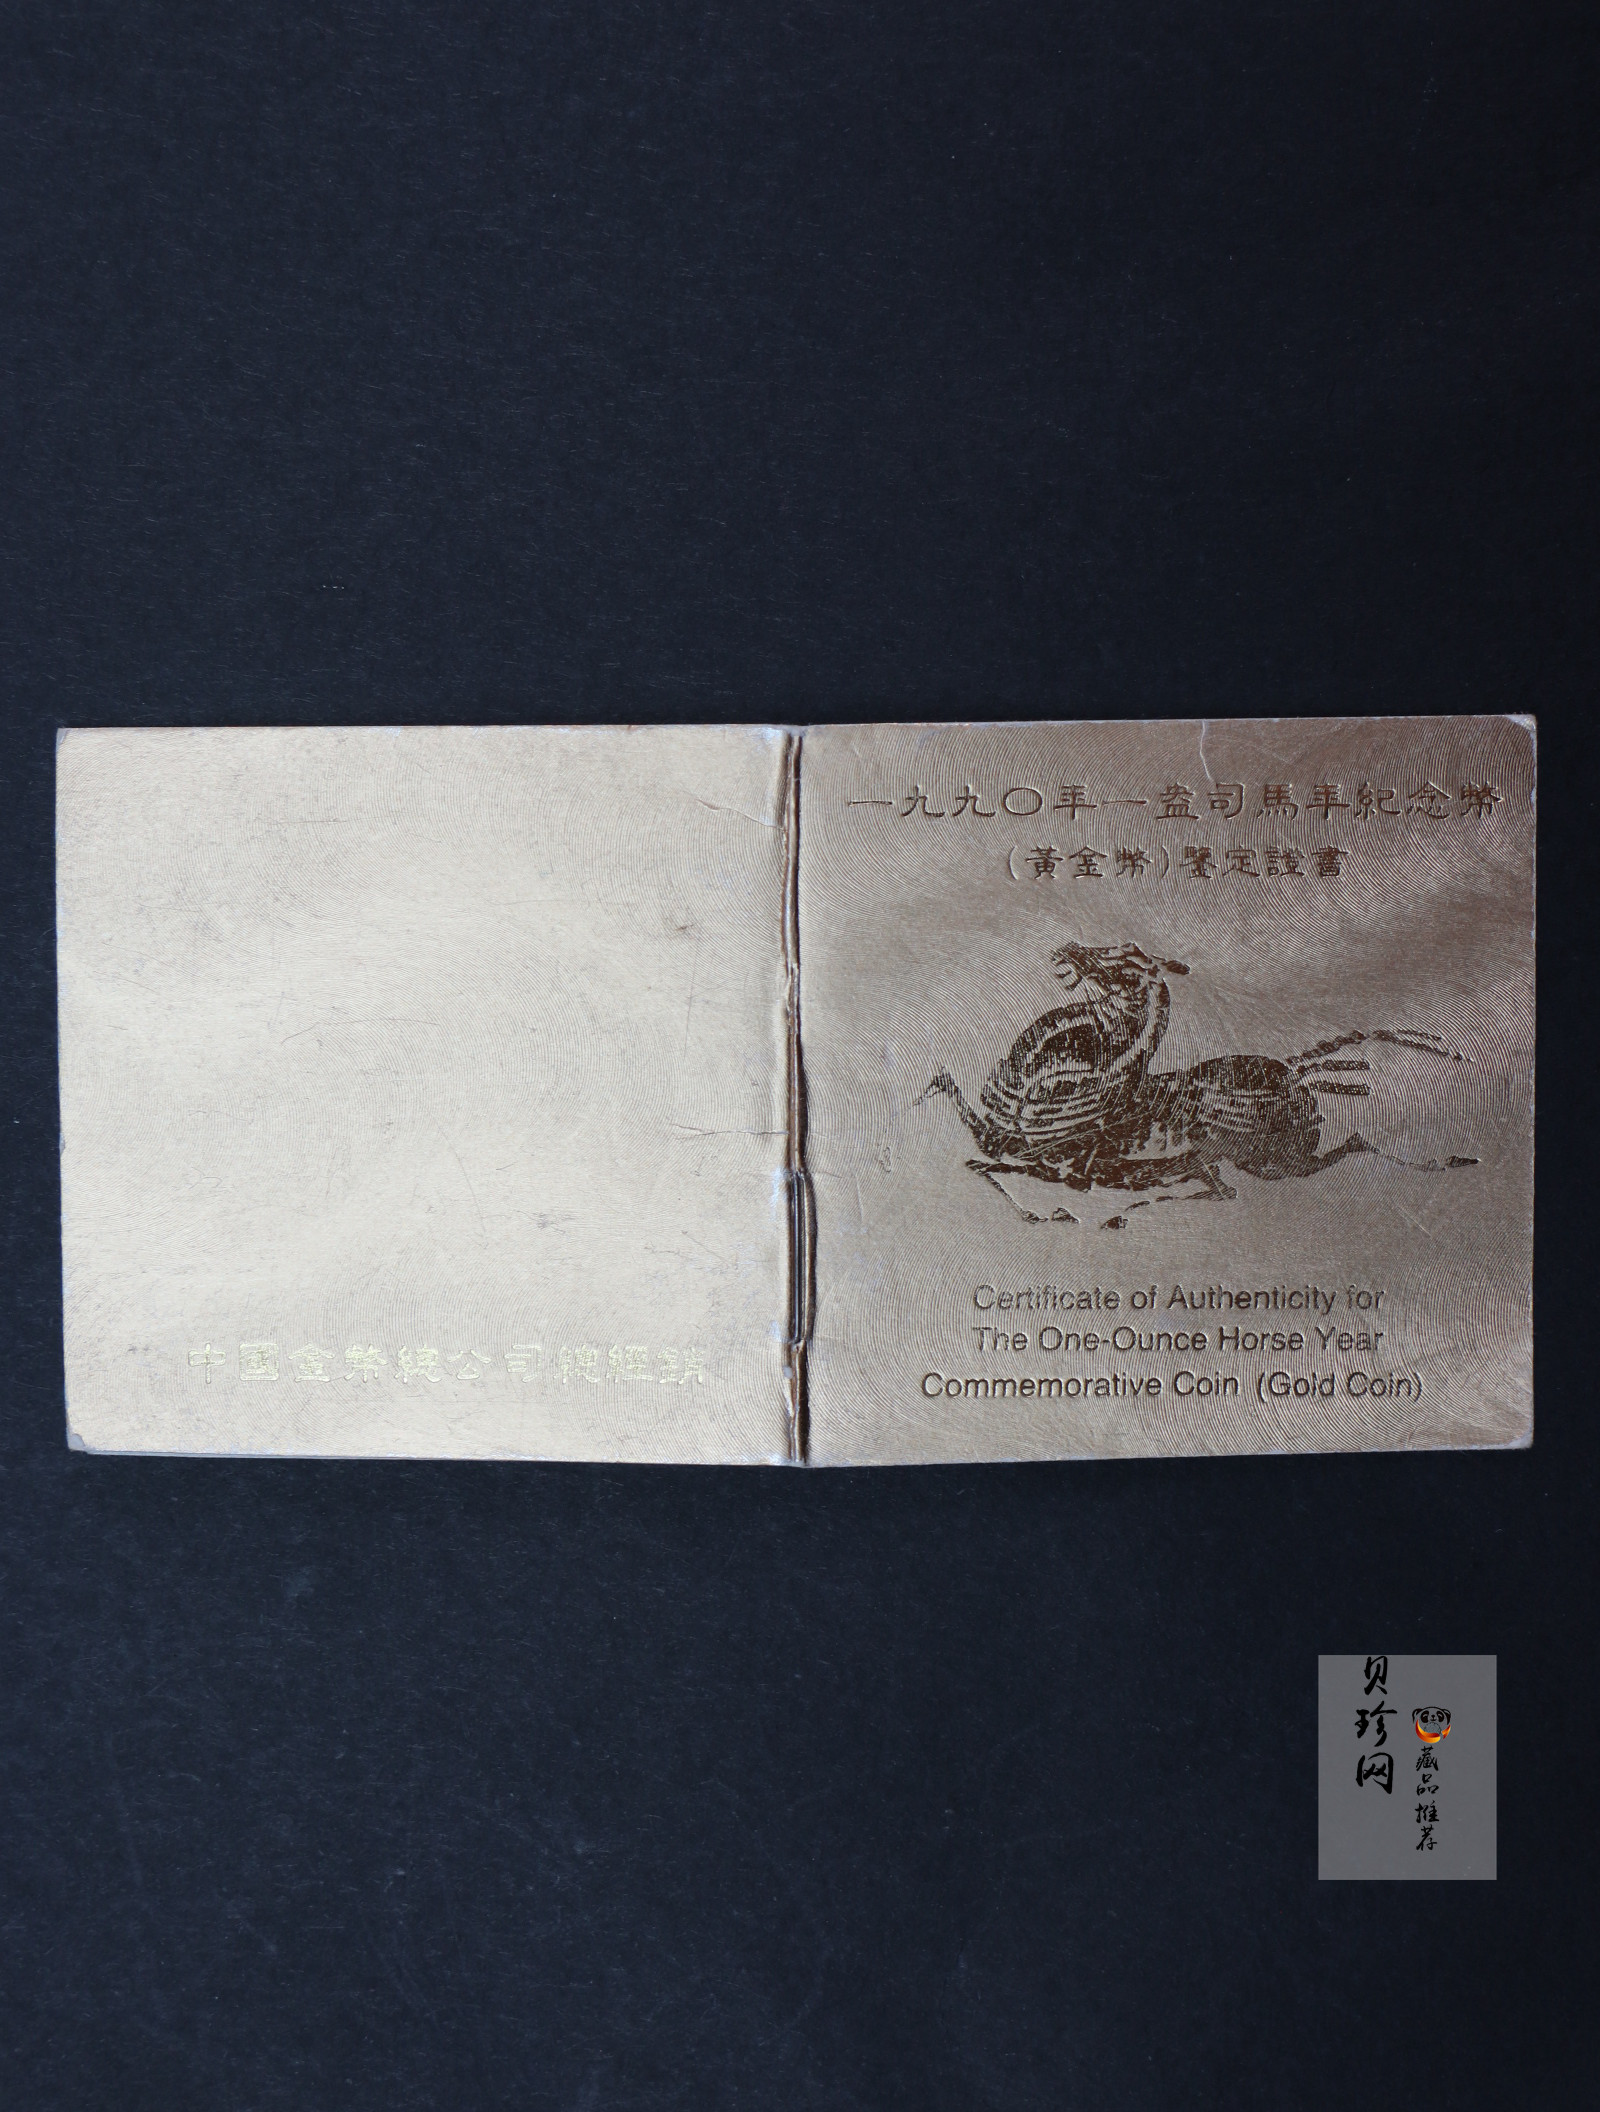 一九九〇年一盎司馬年紀念幣
(黃金幣)鑒定證書
Certificate of Authenticity for
The One-Ounce Horse Year
Commemorative Coin (Gold Coin)
中國金幣總公司總經銷
贝珍网
藏品推荐